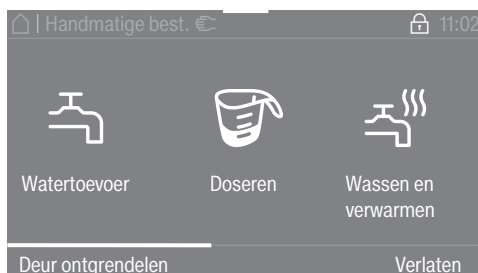 Handmatige best.
11:02
Watertoevoer
Doseren
Wassen en
verwarmen
Deur ontgrendelen
Verlaten